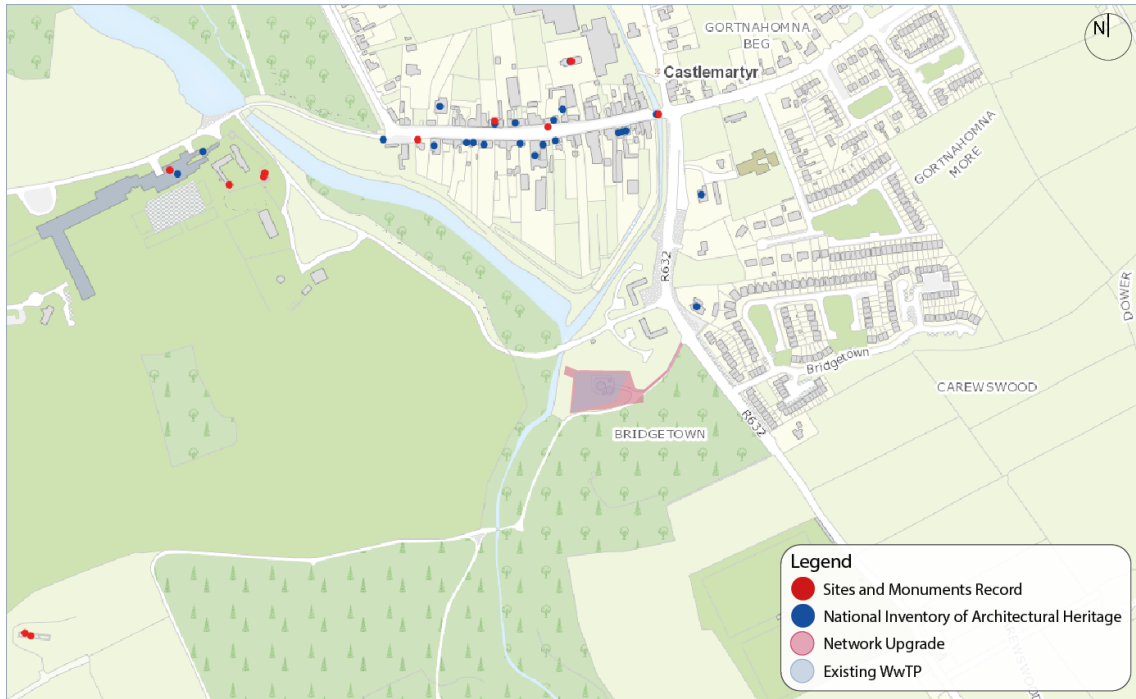 GORTNAHOMNA
BEG
N
Castlemartyr
GORTNAHOMNA
MORE
R632
DOWER
Bridgetown
CAREWSWOOD
R632
BRIDGETOWN
Legend
Sites and Monuments Record
National Inventory of Architectural Heritage
Network Upgrade
Existing WwTP